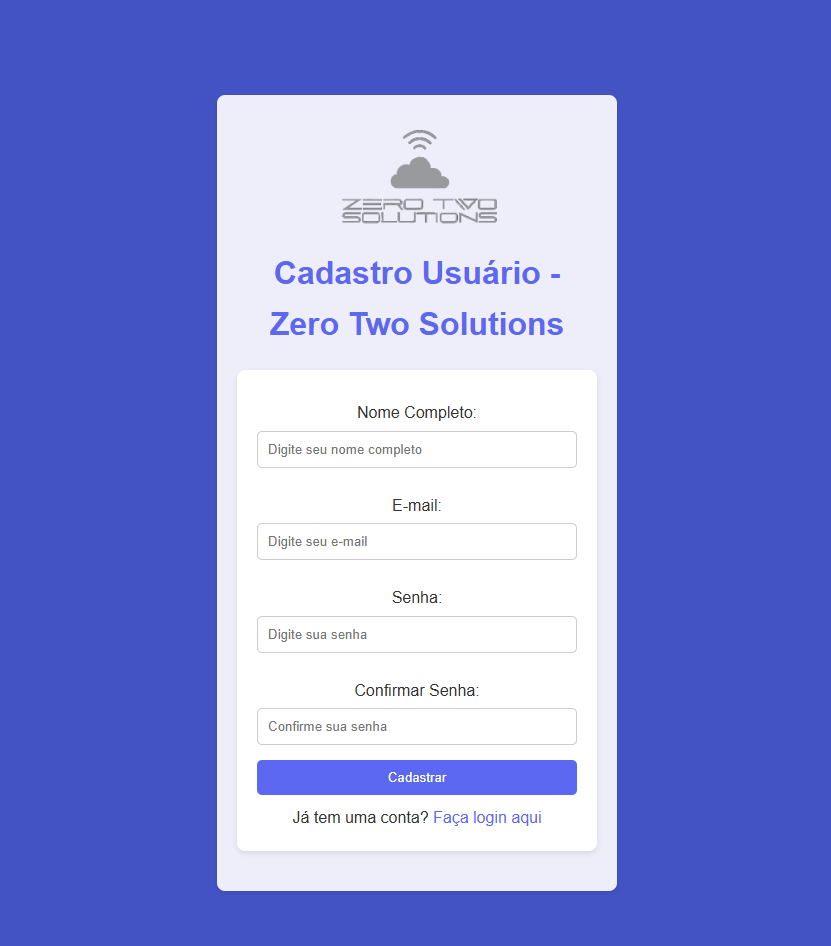 ZERO TWO
SOLUTIONS
Cadastro Usuário -
Zero Two Solutions
Nome Completo:
Digite seu nome completo
E-mail:
Digite seu e-mail
Senha:
Digite sua senha
Confirmar Senha:
Confirme sua senha
Cadastrar
Já tem uma conta? Faça login aqui